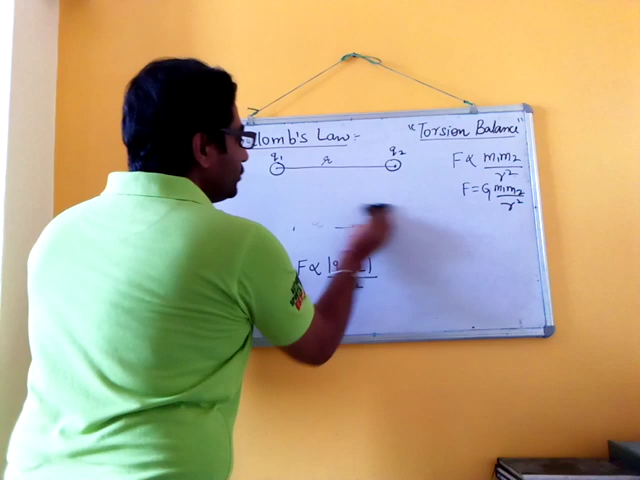 lomb's Law :-
"Torsion Balance"
q₁ r q₂
F ∝ m₁m₂/r²
F = G m₁m₂/r²
F ∝